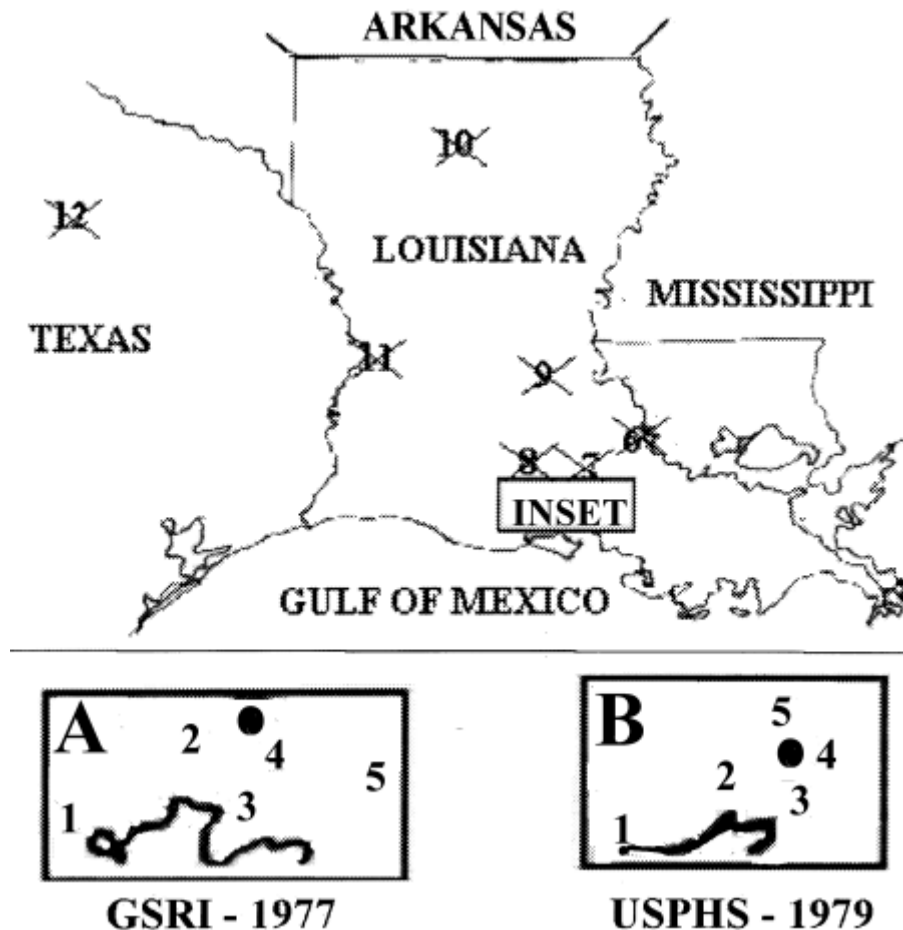 ARKANSAS
10
12
LOUISIANA
MISSISSIPPI
TEXAS
11
9
6
8
7
INSET
GULF OF MEXICO
A
2
4
5
1
3
B
5
4
2
3
1
GSRI - 1977
USPHS - 1979